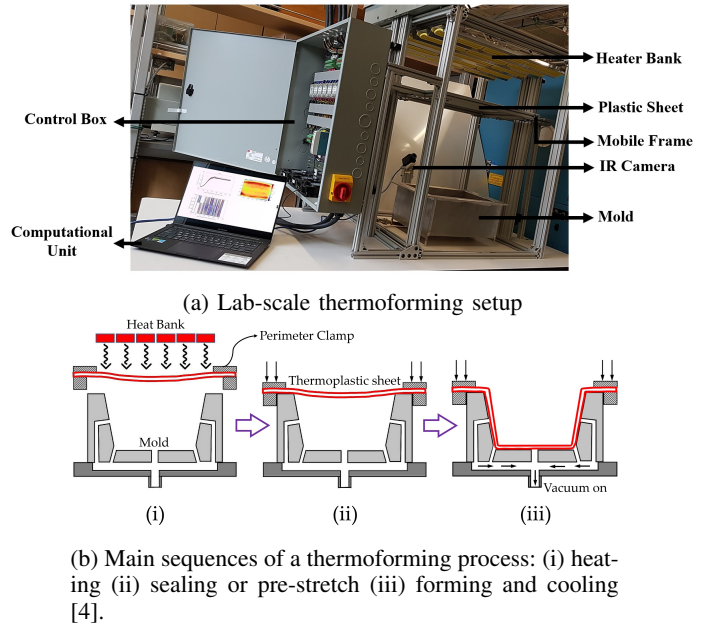 Heater Bank
Plastic Sheet
Control Box
Mobile Frame
IR Camera
Mold
Computational
Unit
(a) Lab-scale thermoforming setup
Heat Bank
Perimeter Clamp
Thermoplastic sheet
Mold
Vacuum on
(i)
(ii)
(iii)
(b) Main sequences of a thermoforming process: (i) heat-
ing (ii) sealing or pre-stretch (iii) forming and cooling
[4].